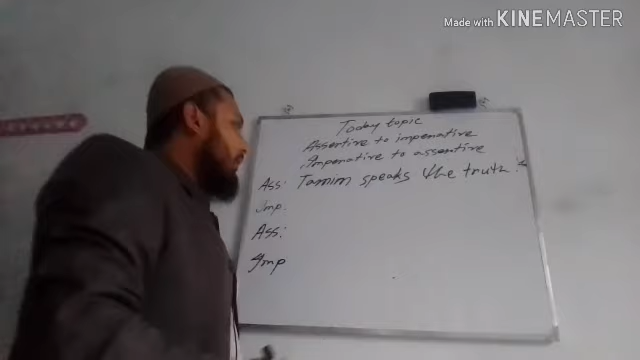 Made with KINEMASTER
Today topic
Assertive to imperative
Imperative to assertive
Ass: Tamim speaks the truth.
Imp:
Ass:
Imp